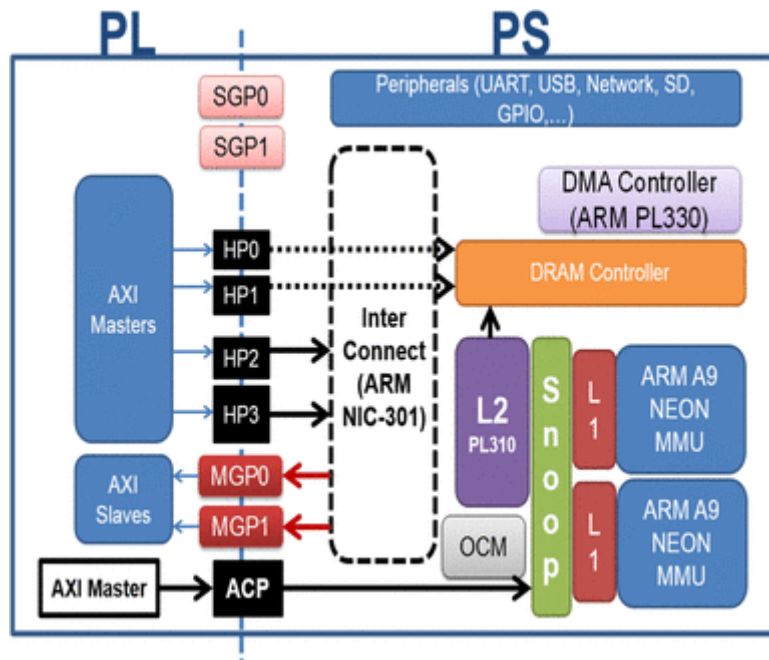 PL
PS
SGP0
SGP1
Peripherals (UART, USB, Network, SD,
GPIO,...)
DMA Controller
(ARM PL330)
AXI
Masters
HP0
HP1
HP2
HP3
Inter
Connect
(ARM
NIC-301)
DRAM Controller
L2
PL310
Snoop
L
1
ARM A9
NEON
MMU
L
1
ARM A9
NEON
MMU
AXI
Slaves
MGP0
MGP1
OCM
AXI Master
ACP